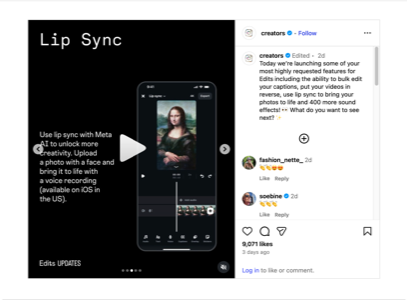 Lip Sync
Use lip sync with Meta
AI to unlock more
creativity. Upload
a photo with a face and
bring it to life with
a voice recording
(available on iOS in
the US).
Edits UPDATES
creators • Follow
creators Edited • 2d
Today we're launching some of your
most highly requested features for
Edits including the ability to bulk edit
your captions, put your videos in
reverse, use lip sync to bring your
photos to life and 400 more sound
effects! 👀 What do you want to see
next? ✨
fashion_nette_ 2d
Like Reply
soebine 2d
Like Reply
9,071 likes
5 days ago
Log in to like or comment.